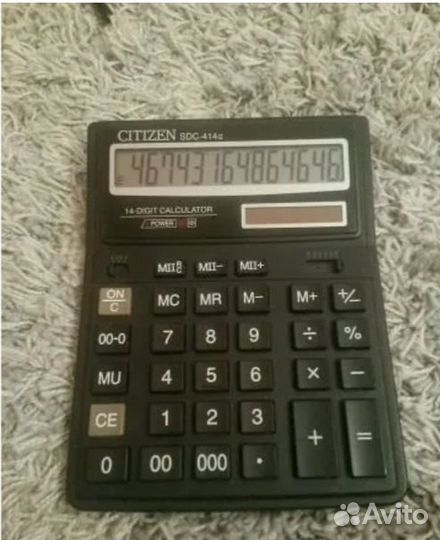 CITIZEN SDC-414II
46743164864646
14-DIGIT CALCULATOR
POWER
MII MII- MII+
ON/C MC MR M- M+ +/-
00→0 7 8 9 ÷ %
MU 4 5 6 × −
CE 1 2 3 + =
0 00 000 •
Avito